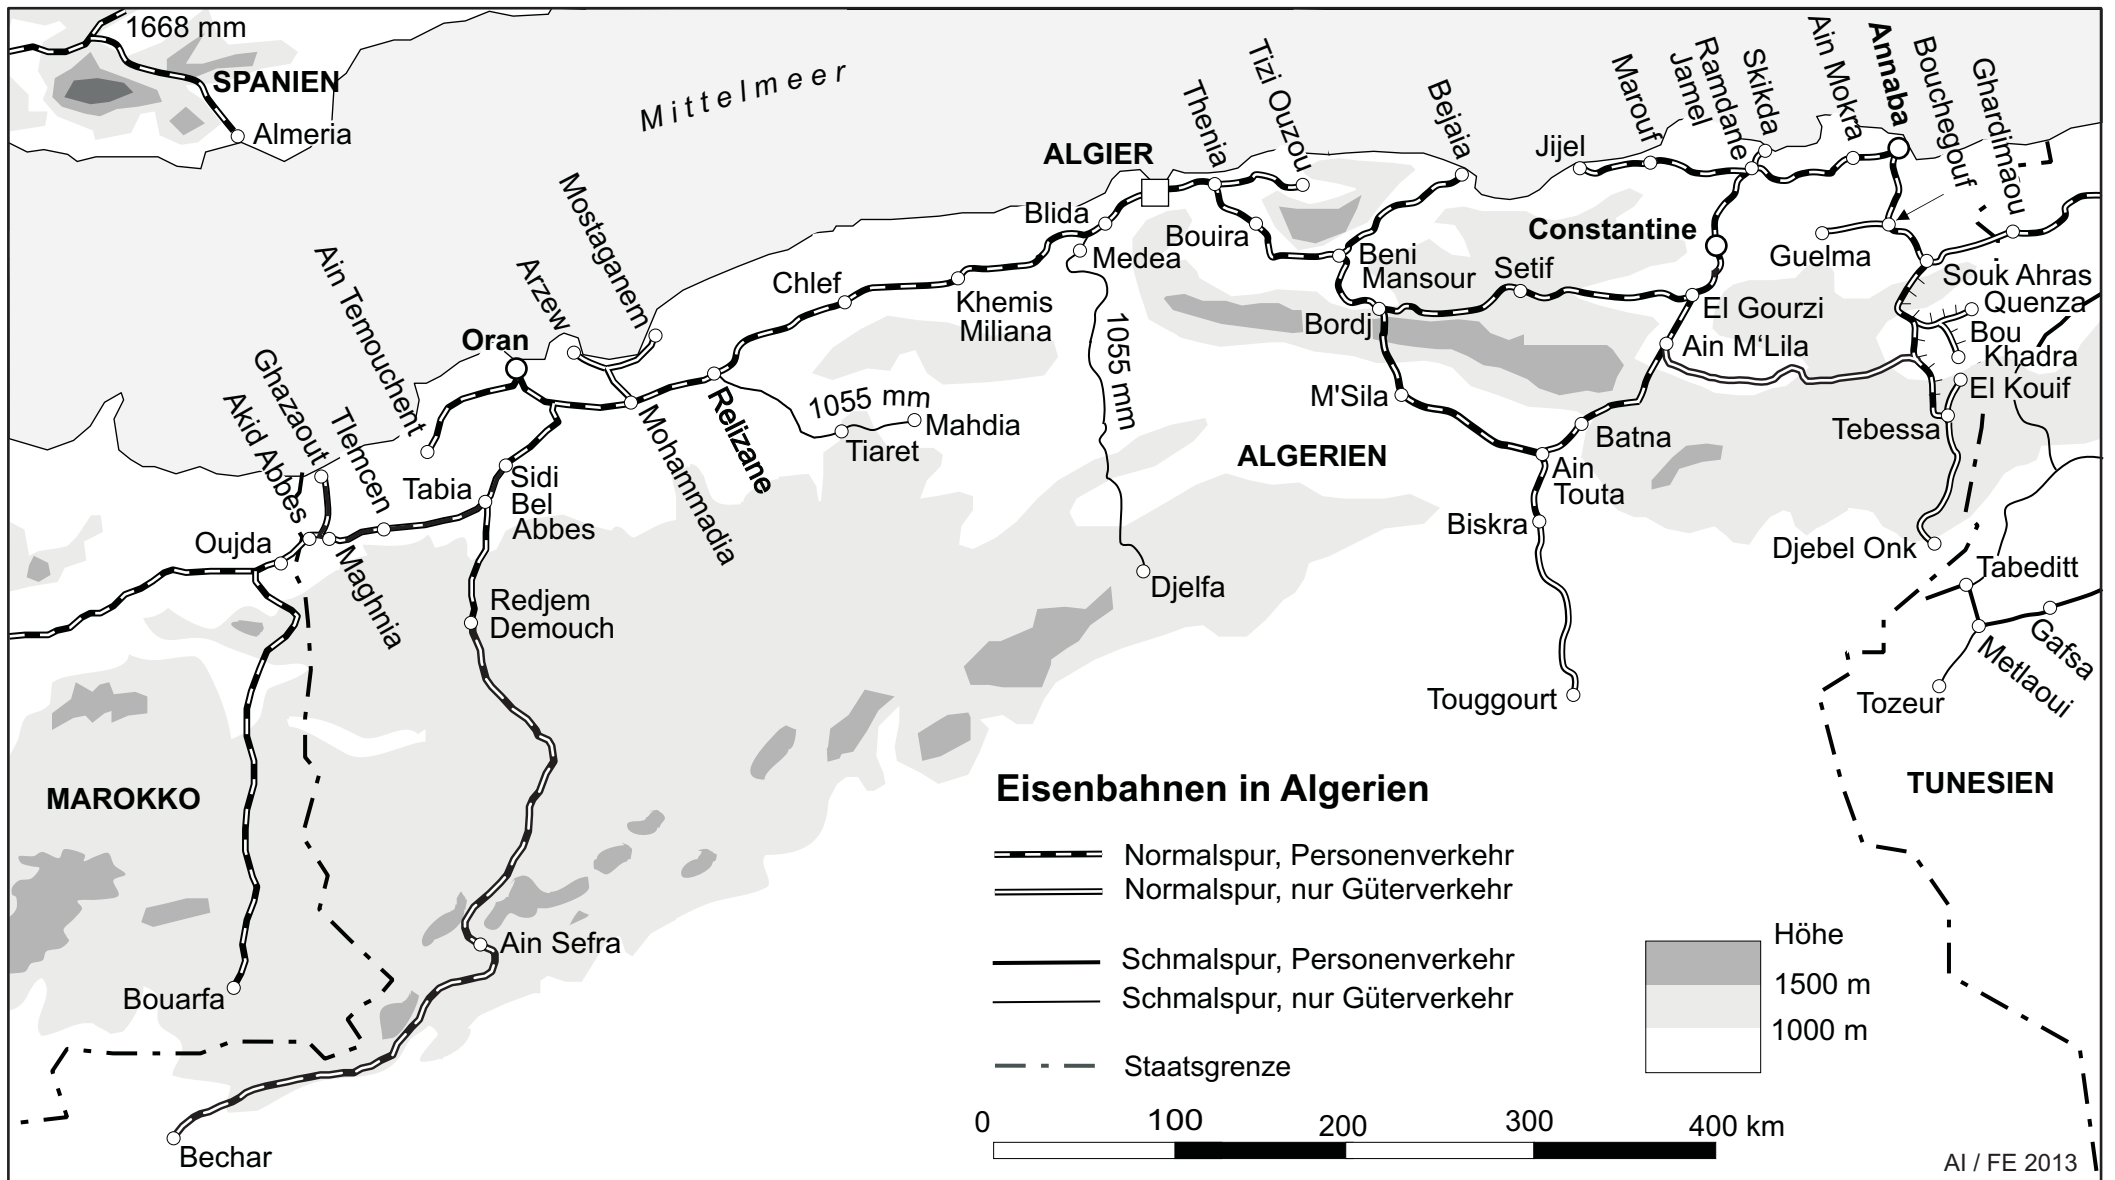 1668 mm
SPANIEN
Almeria
Mittelmeer
ALGIER
Thenia
Tizi Ouzou
Bejaia
Jijel
Marouf
Ramdane
Jamel
Skikda
Ain Mokra
Annaba
Bouchegouf
Ghardimaou
Blida
Medea
Bouira
Beni
Mansour
Setif
Constantine
Guelma
Souk Ahras
Quenza
Bou
Khadra
El Kouif
Tebessa
Djebel Onk
El Gourzi
Ain M'Lila
Bordj
M'Sila
Batna
Ain
Touta
Biskra
Touggourt
ALGERIEN
Chlef
Khemis
Miliana
1055 mm
Djelfa
1055 mm
Mahdia
Tiaret
Relizane
Mohammadia
Mostaganem
Arzew
Oran
Ain Temouchent
Ghazaout
Akid Abbes
Tlemcen
Tabia
Sidi
Bel
Abbes
Oujda
Maghnia
Redjem
Demouch
MAROKKO
Bouarfa
Ain Sefra
Bechar
Tabeditt
Gafsa
Metlaoui
Tozeur
TUNESIEN
Eisenbahnen in Algerien
Normalspur, Personenverkehr
Normalspur, nur Güterverkehr
Schmalspur, Personenverkehr
Schmalspur, nur Güterverkehr
Staatsgrenze
Höhe
1500 m
1000 m
0 100 200 300 400 km
AI / FE 2013